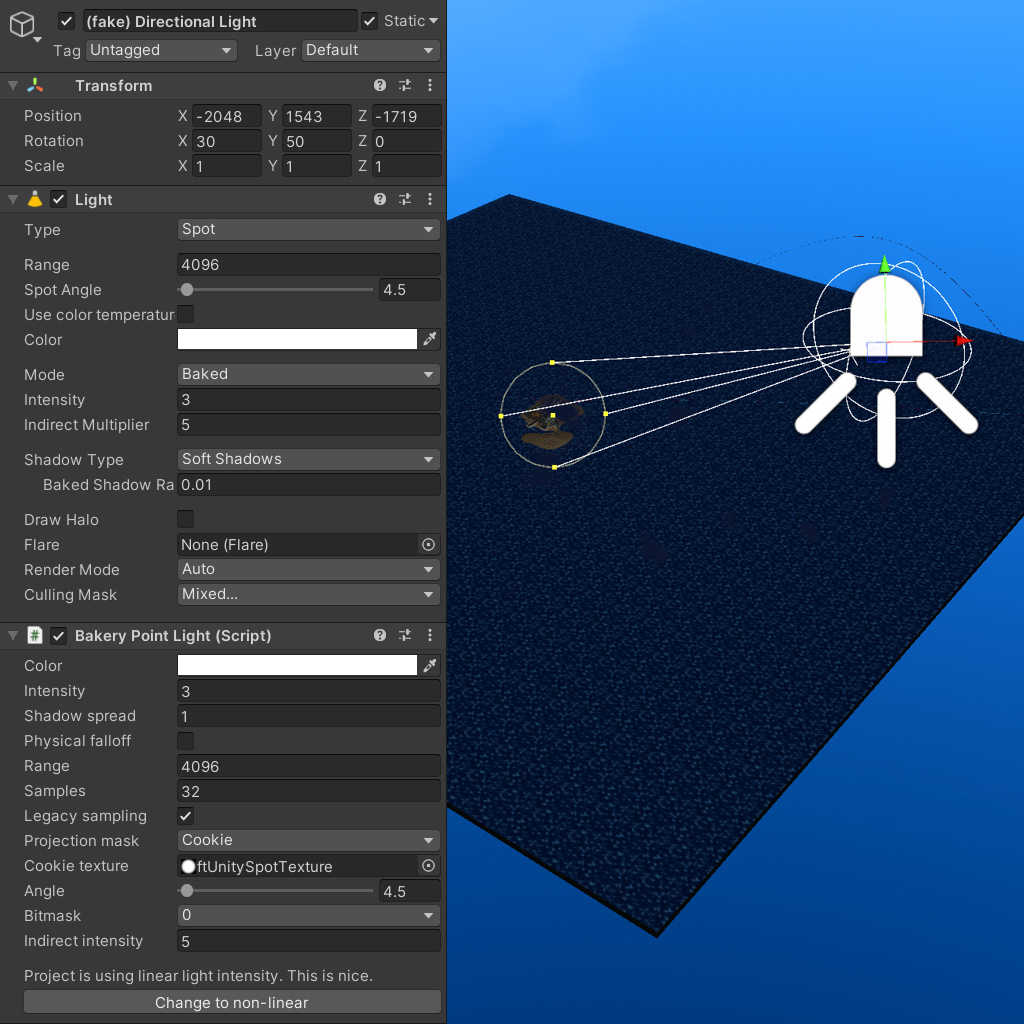 (fake) Directional Light Static
Tag Untagged Layer Default
Transform
Position X -2048 Y 1543 Z -1719
Rotation X 30 Y 50 Z 0
Scale X 1 Y 1 Z 1
Light
Type Spot
Range 4096
Spot Angle 4.5
Use color temperatur
Color
Mode Baked
Intensity 3
Indirect Multiplier 5
Shadow Type Soft Shadows
Baked Shadow Ra 0.01
Draw Halo
Flare None (Flare)
Render Mode Auto
Culling Mask Mixed...
# Bakery Point Light (Script)
Color
Intensity 3
Shadow spread 1
Physical falloff
Range 4096
Samples 32
Legacy sampling
Projection mask Cookie
Cookie texture ftUnitySpotTexture
Angle 4.5
Bitmask 0
Indirect intensity 5
Project is using linear light intensity. This is nice.
Change to non-linear